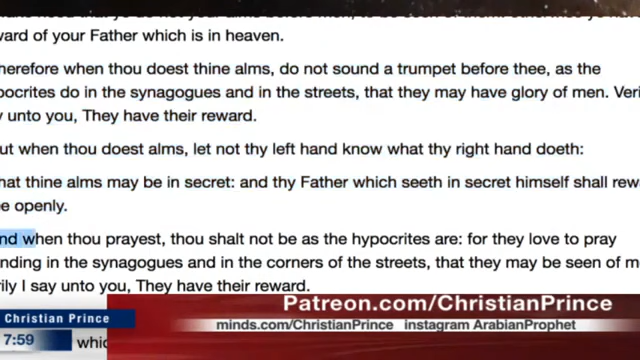 ward of your Father which is in heaven.
herefore when thou doest thine alms, do not sound a trumpet before thee, as the
pocrites do in the synagogues and in the streets, that they may have glory of men. Veri
y unto you, They have their reward.
ut when thou doest alms, let not thy left hand know what thy right hand doeth:
hat thine alms may be in secret: and thy Father which seeth in secret himself shall rew
e openly.
nd when thou prayest, thou shalt not be as the hypocrites are: for they love to pray
nding in the synagogues and in the corners of the streets, that they may be seen of m
rily I say unto you, They have their reward.
Patreon.com/ChristianPrince
Christian Prince
minds.com/ChristianPrince instagram ArabianProphet
7:59
whic